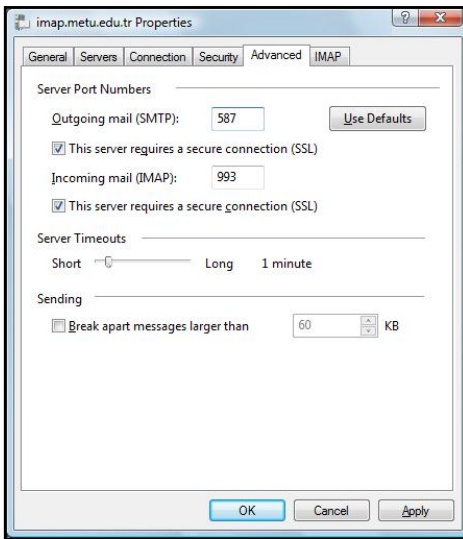 imap.metu.edu.tr Properties
General Servers Connection Security Advanced IMAP
Server Port Numbers
Outgoing mail (SMTP): 587 Use Defaults
This server requires a secure connection (SSL)
Incoming mail (IMAP): 993
This server requires a secure connection (SSL)
Server Timeouts
Short Long 1 minute
Sending
Break apart messages larger than 60 KB
OK Cancel Apply